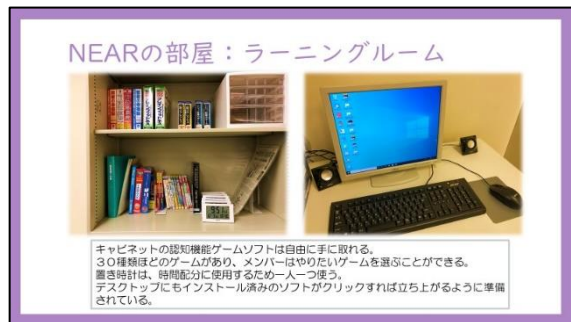 NEARの部屋：ラーニングルーム
キャビネットの認知機能ゲームソフトは自由に手に取れる。
３０種類ほどのゲームがあり、メンバーはやりたいゲームを選ぶことができる。
置き時計は、時間配分に使用するため一人一つ使う。
デスクトップにもインストール済みのソフトがクリックすれば立ち上がるように準備
されている。